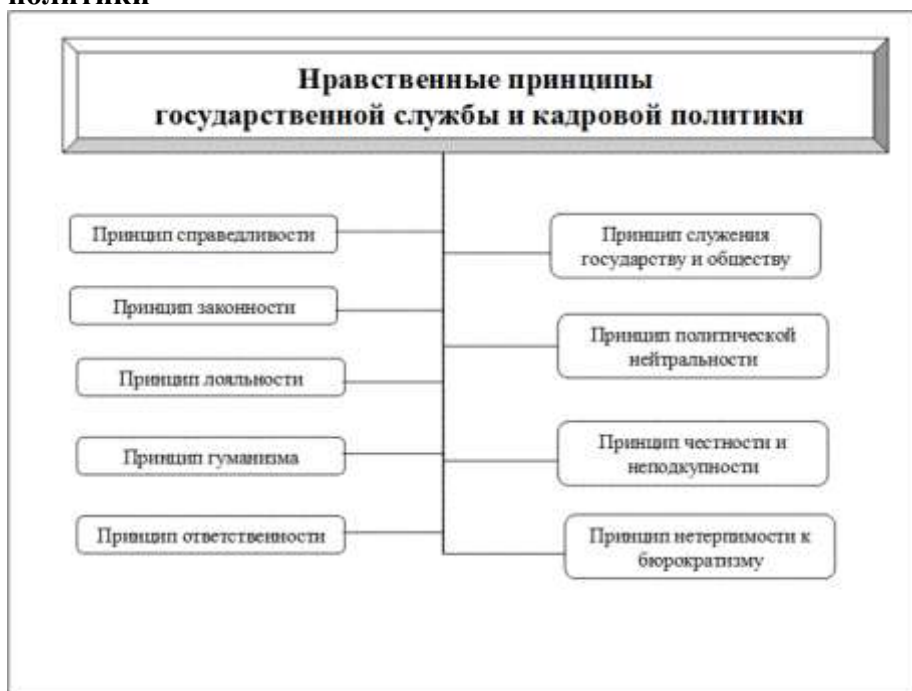 политики
Нравственные принципы
государственной службы и кадровой политики
Принцип справедливости
Принцип законности
Принцип лояльности
Принцип гуманизма
Принцип ответственности
Принцип служения
государству и обществу
Принцип политической
нейтральности
Принцип честности и
неподкупности
Принцип нетерпимости к
бюрократизму